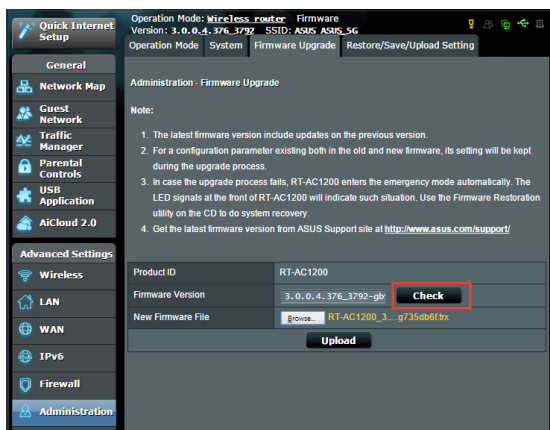 Quick Internet
Setup
Operation Mode: Wireless router Firmware
Version: 3.0.0.4.376_3792 SSID: ASUS ASUS_5G
Operation Mode System Firmware Upgrade Restore/Save/Upload Setting
General
Network Map
Guest
Network
Traffic
Manager
Parental
Controls
USB
Application
AiCloud 2.0
Advanced Settings
Wireless
LAN
WAN
IPv6
Firewall
Administration
Administration - Firmware Upgrade
Note:
1. The latest firmware version include updates on the previous version.
2. For a configuration parameter existing both in the old and new firmware, its setting will be kept
during the upgrade process.
3. In case the upgrade process fails, RT-AC1200 enters the emergency mode automatically. The
LED signals at the front of RT-AC1200 will indicate such situation. Use the Firmware Restoration
utility on the CD to do system recovery.
4. Get the latest firmware version from ASUS Support site at http://www.asus.com/support/
Product ID RT-AC1200
Firmware Version 3.0.0.4.376_3792-gb Check
New Firmware File Browse... RT-AC1200_3....g735db6f.trx
Upload